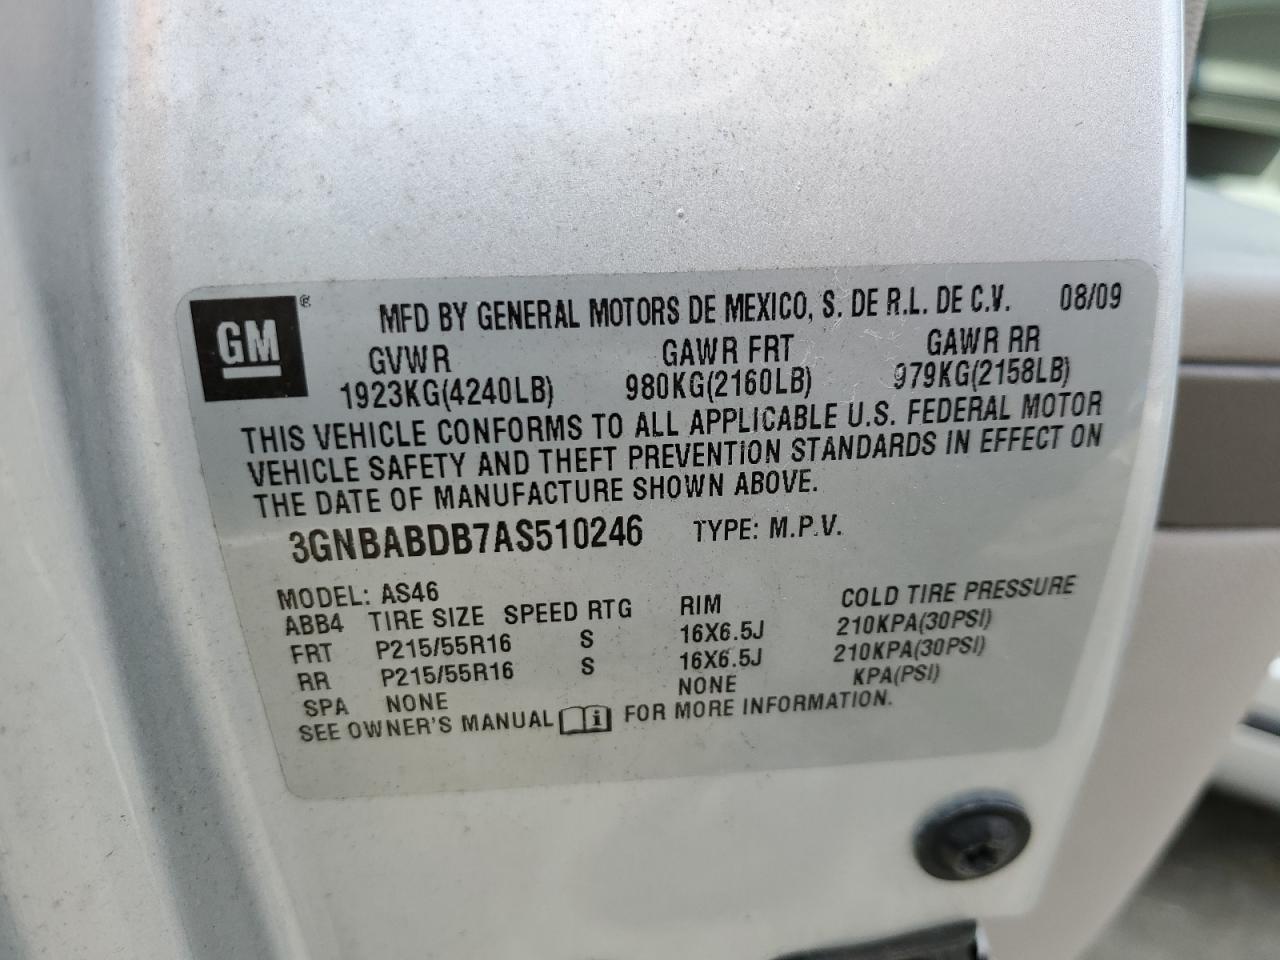 GM ® MFD BY GENERAL MOTORS DE MEXICO, S. DE R.L. DE C.V. 08/09
GVWR GAWR FRT GAWR RR
1923KG(4240LB) 980KG(2160LB) 979KG(2158LB)
THIS VEHICLE CONFORMS TO ALL APPLICABLE U.S. FEDERAL MOTOR
VEHICLE SAFETY AND THEFT PREVENTION STANDARDS IN EFFECT ON
THE DATE OF MANUFACTURE SHOWN ABOVE.
3GNBABDB7AS510246 TYPE: M.P.V.
MODEL: AS46
ABB4 TIRE SIZE SPEED RTG RIM COLD TIRE PRESSURE
FRT P215/55R16 S 16X6.5J 210KPA(30PSI)
RR P215/55R16 S 16X6.5J 210KPA(30PSI)
SPA NONE NONE KPA(PSI)
SEE OWNER'S MANUAL i FOR MORE INFORMATION.